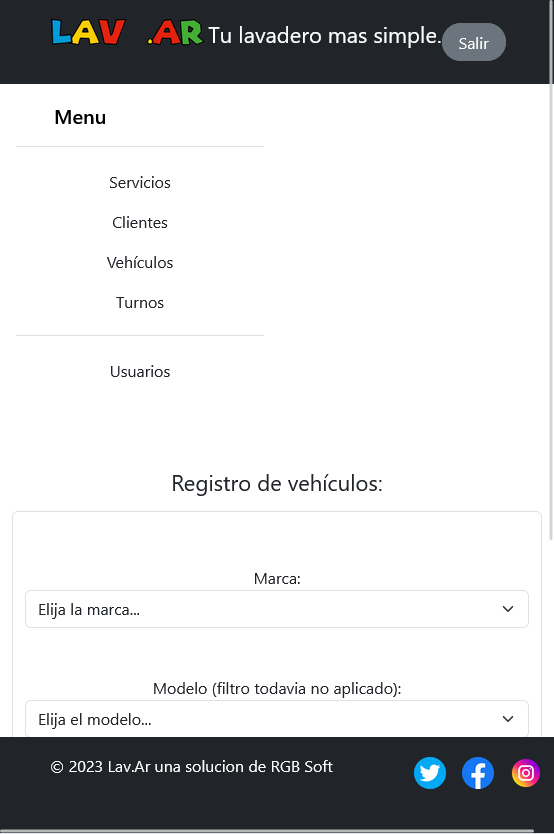 LAV .AR Tu lavadero mas simple.
Salir
Menu
Servicios
Clientes
Vehículos
Turnos
Usuarios
Registro de vehículos:
Marca:
Elija la marca...
Modelo (filtro todavia no aplicado):
Elija el modelo...
© 2023 Lav.Ar una solucion de RGB Soft